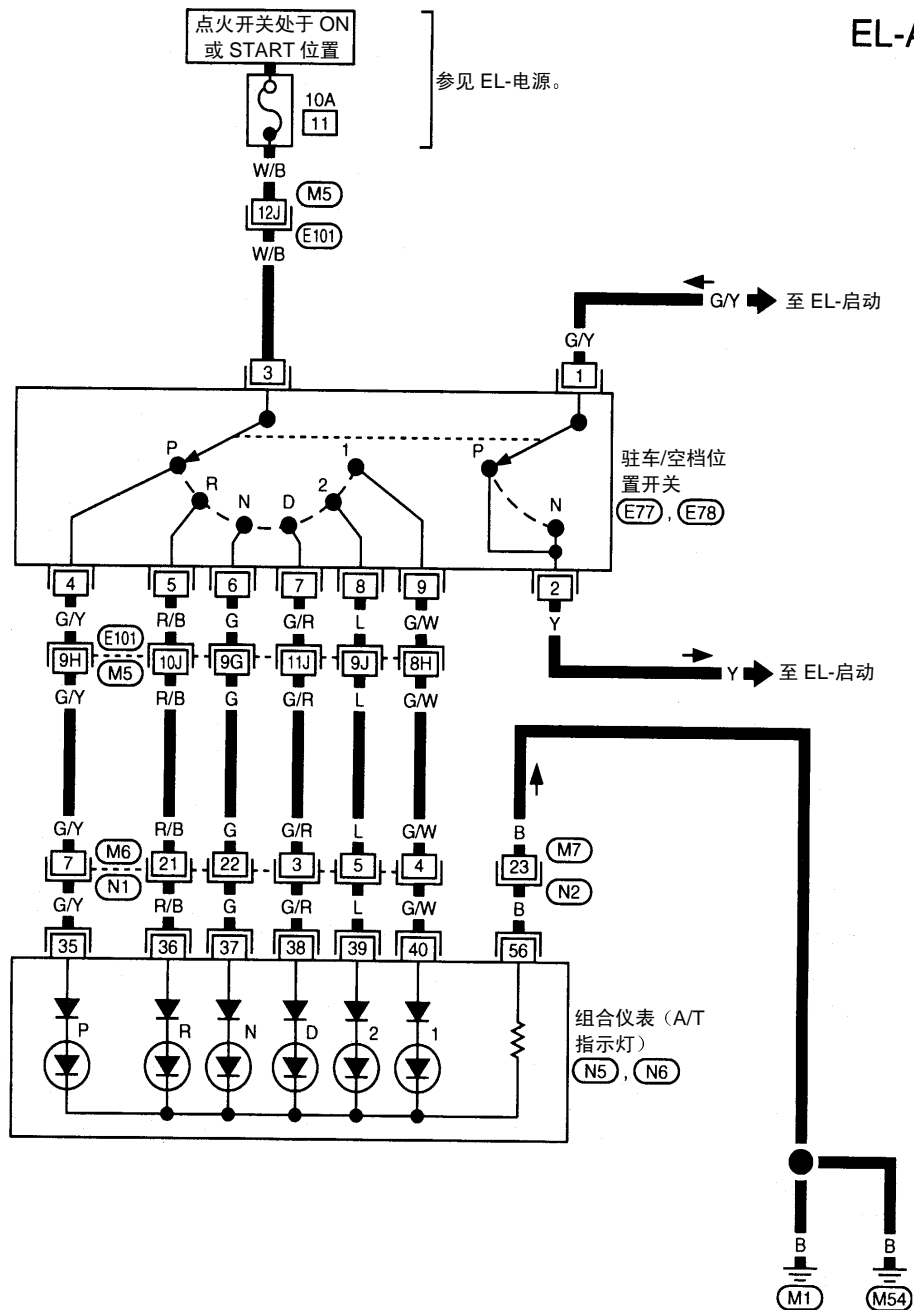 点火开关处于 ON
或 START 位置
EL-A
参见 EL-电源。
10A
11
W/B
M5
12J
E101
W/B
G/Y 至 EL-启动
G/Y
3 1
P 1 P
R 2
N D N
驻车/空档位
置开关
E77 , E78
4 5 6 7 8 9 2
G/Y R/B G G/R L G/W Y
E101
9H 10J 9G 11J 9J 8H
M5
Y 至 EL-启动
G/Y R/B G G/R L G/W
G/Y R/B G G/R L G/W B
M6 M7
7 21 22 3 5 4 23
N1 N2
G/Y R/B G G/R L G/W B
35 36 37 38 39 40 56
P R N D 2 1
组合仪表（A/T
指示灯）
N5 , N6
B B
M1 M54